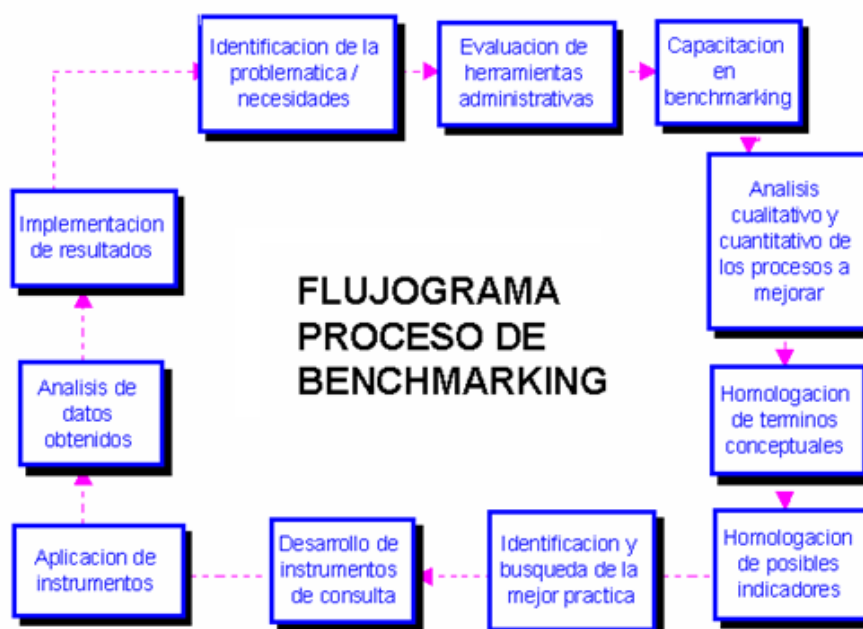 Identificacion de la
problematica /
necesidades
Evaluacion de
herramientas
administrativas
Capacitacion
en
benchmarking
Analisis
cualitativo y
cuantitativo de
los procesos a
mejorar
Homologacion
de terminos
conceptuales
Homologacion
de posibles
indicadores
Identificacion y
busqueda de la
mejor practica
Desarrollo de
instrumentos
de consulta
Aplicacion de
instrumentos
Analisis de
datos
obtenidos
Implementacion
de resultados
FLUJOGRAMA
PROCESO DE
BENCHMARKING